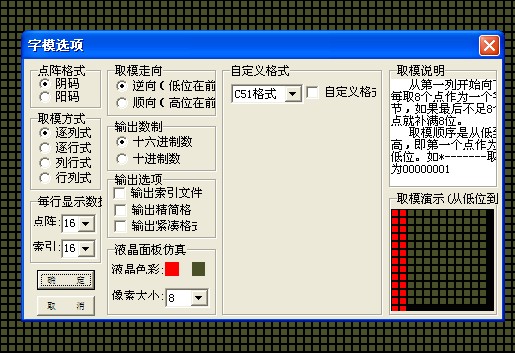 字模选项
点阵格式
阴码
阳码
取模方式
逐列式
逐行式
列行式
行列式
每行显示数据
点阵: 16
索引: 16
确 定
取 消
取模走向
逆向(低位在前
顺向(高位在前
输出数制
十六进制数
十进制数
输出选项
输出索引文件
输出精简格
输出紧凑格式
液晶面板仿真
液晶色彩:
像素大小: 8
自定义格式
C51格式
自定义格式
取模说明
从第一列开始向下
每取8个点作为一个字
节,如果最后不足8个
点就补满8位。
取模顺序是从低到
高,即第一个点作为最
低位。如*-------取
为00000001
取模演示(从低位到